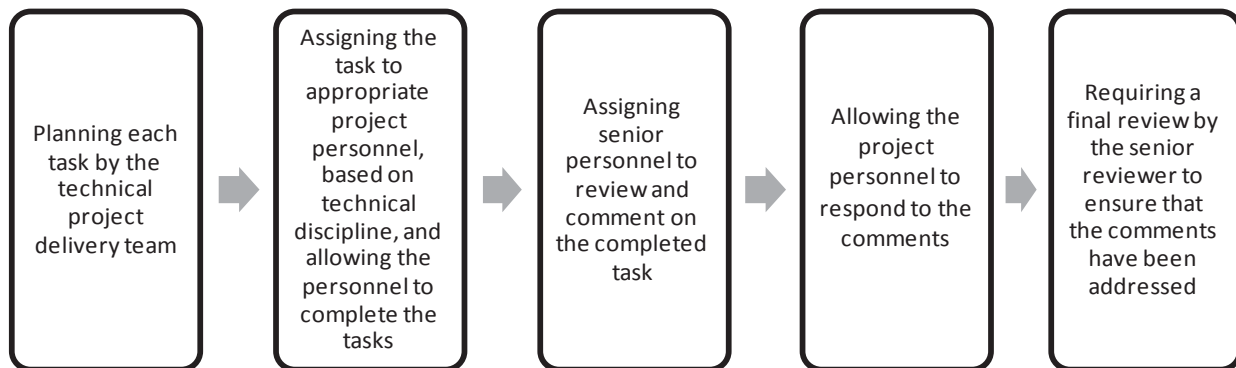 Planning each
task by the
technical
project
delivery team
Assigning the
task to
appropriate
project
personnel,
based on
technical
discipline, and
allowing the
personnel to
complete the
tasks
Assigning
senior
personnel to
review and
comment on
the completed
task
Allowing the
project
personnel to
respond to the
comments
Requiring a
final review by
the senior
reviewer to
ensure that
the comments
have been
addressed